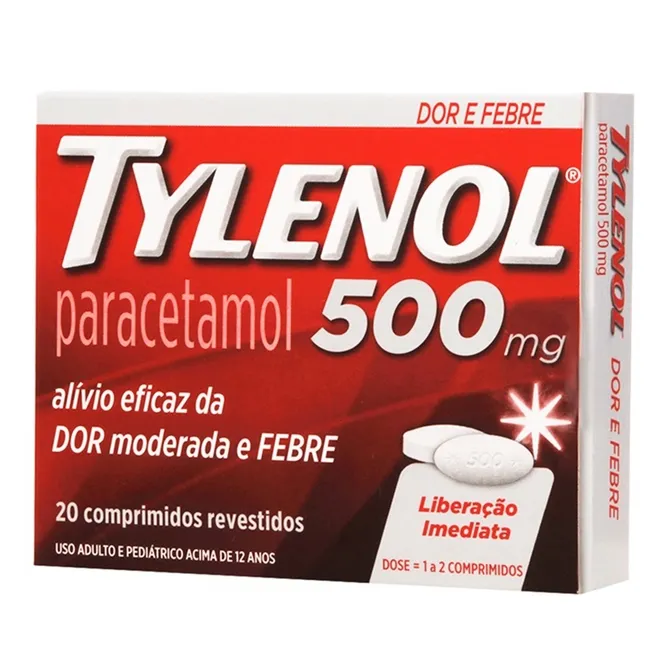 DOR E FEBRE
TYLENOL®
paracetamol 500 mg
alívio eficaz da
DOR moderada e FEBRE
20 comprimidos revestidos
USO ADULTO E PEDIÁTRICO ACIMA DE 12 ANOS
500
Liberação
Imediata
DOSE = 1 a 2 COMPRIMIDOS
TYLENOL DOR E FEBRE
paracetamol 500 mg